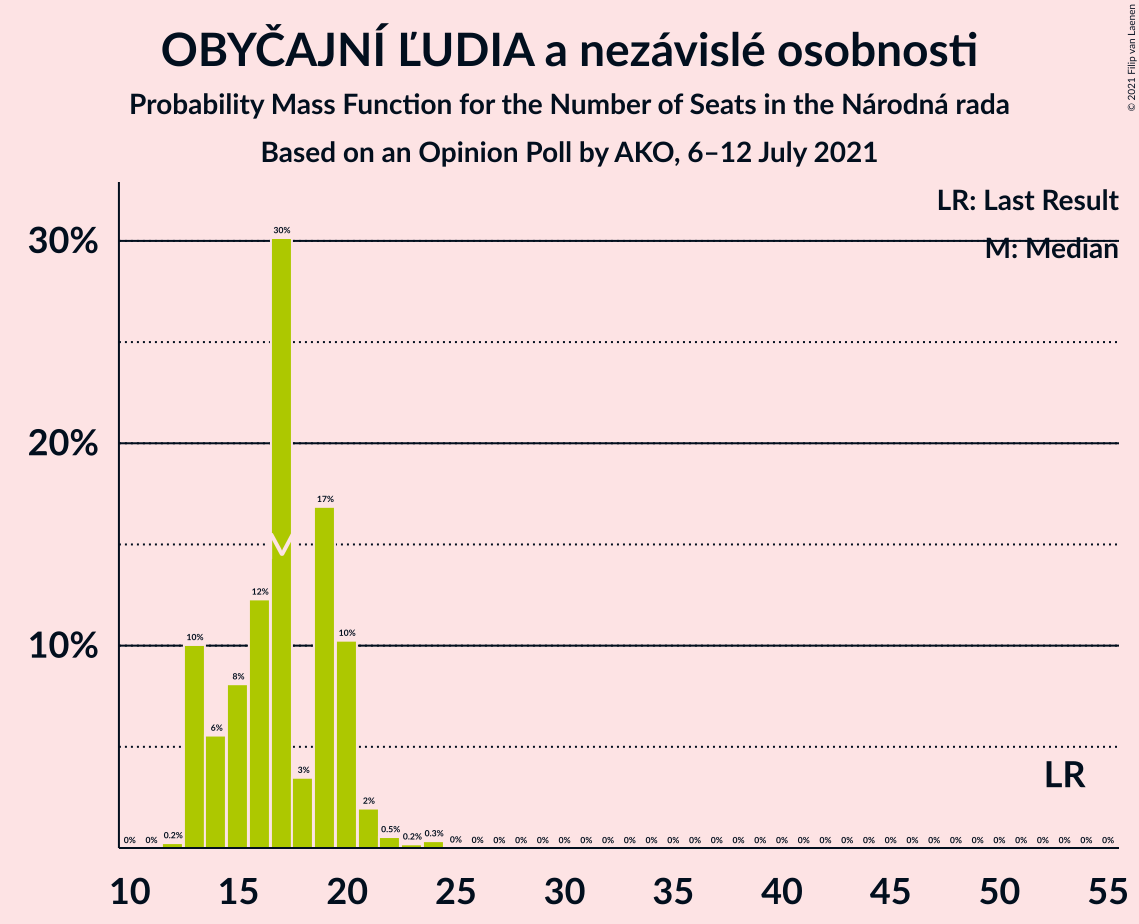 OBYČAJNÍ ĽUDIA a nezávislé osobnosti
Probability Mass Function for the Number of Seats in the Národná rada
Based on an Opinion Poll by AKO, 6–12 July 2021
© 2021 Filip van Laenen
LR: Last Result
M: Median
30%
20%
10%
0% 0% 0.2% 10% 6% 8% 12% 30% 3% 17% 10% 2% 0.5% 0.2% 0.3% 0% 0% 0% 0% 0% 0% 0% 0% 0% 0% 0% 0% 0% 0% 0% 0% 0% 0% 0% 0% 0% 0% 0% 0% 0% 0% 0% 0% 0% 0% 0%
LR
10 15 20 25 30 35 40 45 50 55